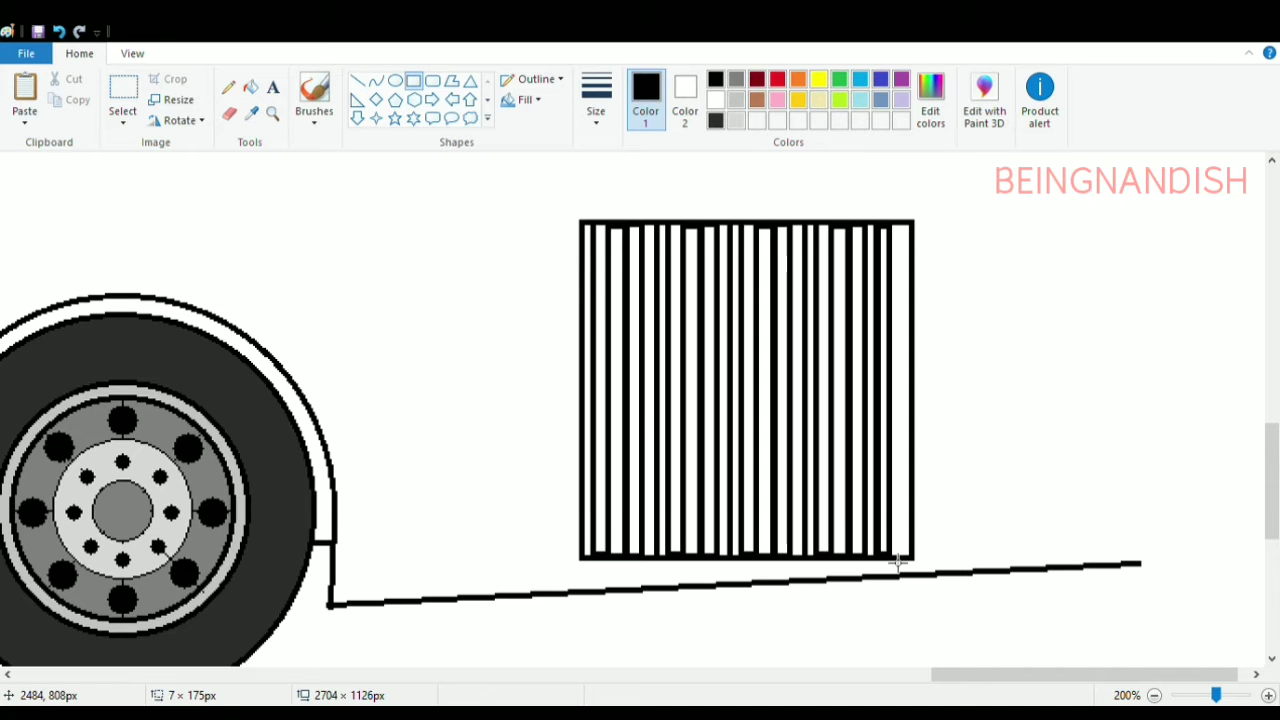 File Home View
Paste
Cut
Copy
Clipboard
Select
Crop
Resize
Rotate
Image
A
Tools
Brushes
Outline
Fill
Shapes
Size
Color 1
Color 2
Edit colors
Edit with Paint 3D
Product alert
Colors
BEINGNANDISH
2484, 808px 7 × 175px 2704 × 1126px 200%